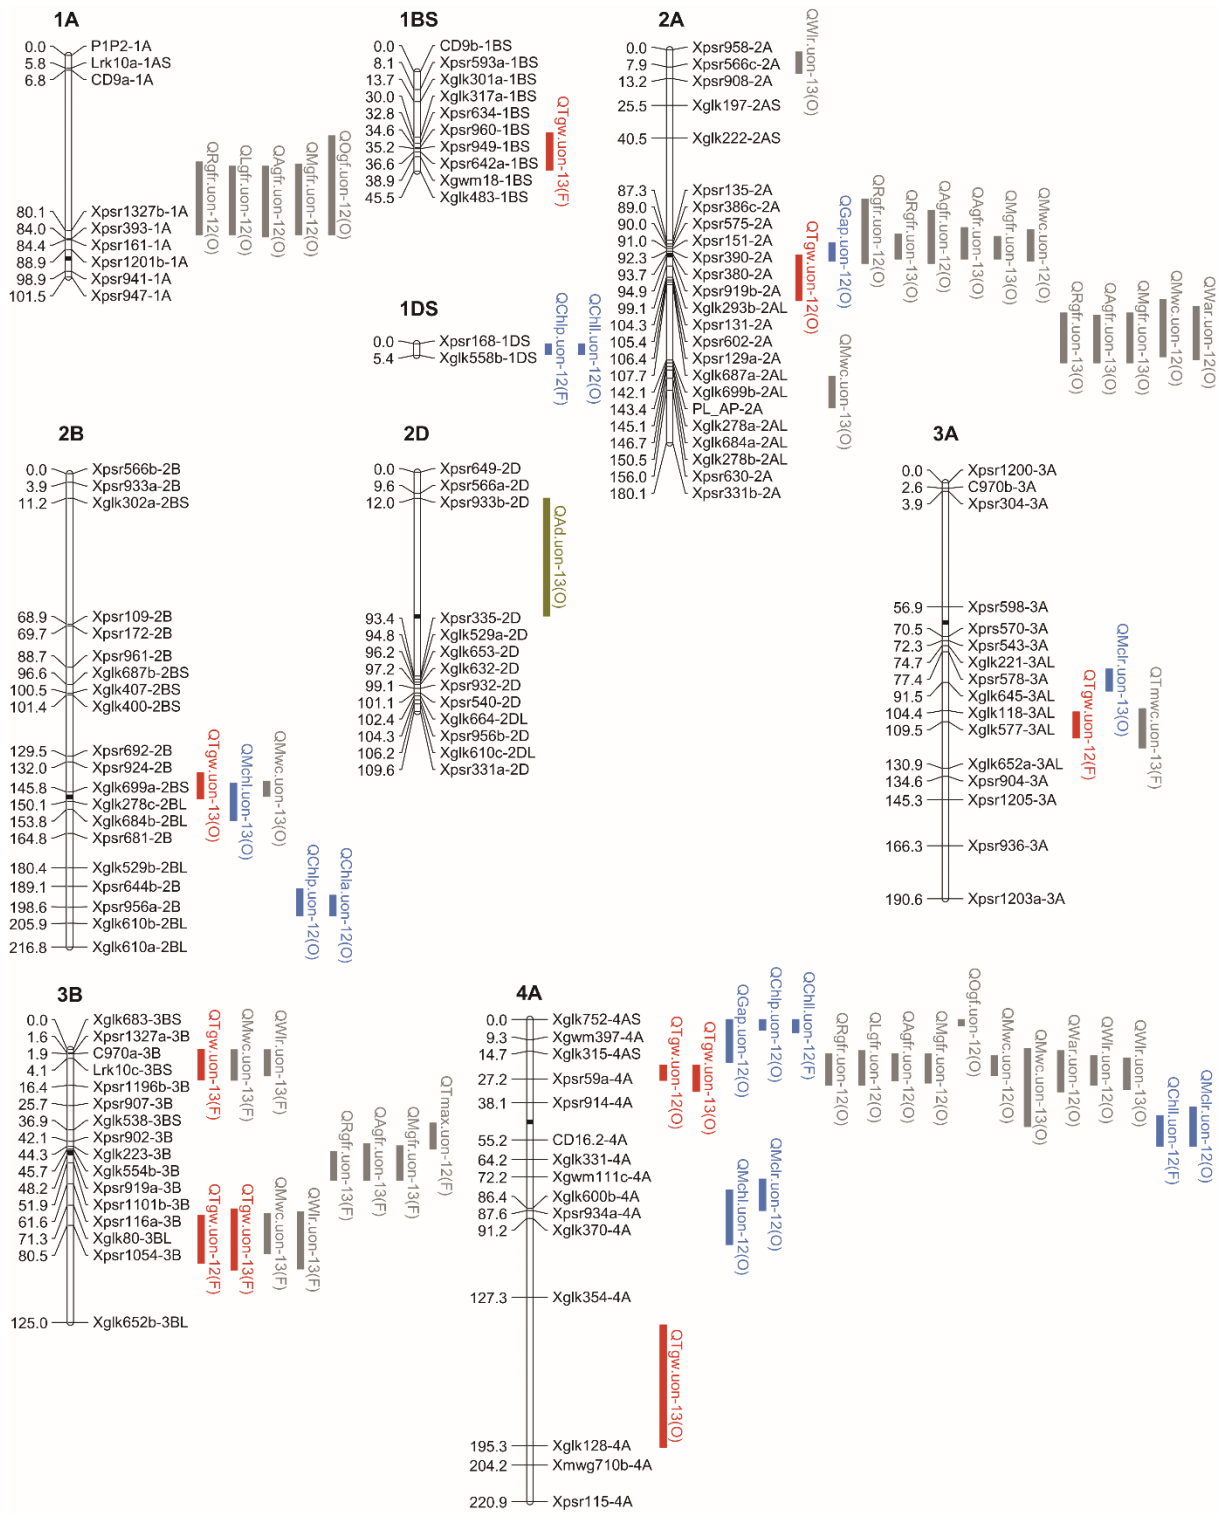 1A
0.0 P1P2-1A
5.8 Lrk10a-1AS
6.8 CD9a-1A
80.1 Xpsr1327b-1A
84.0 Xpsr393-1A
84.4 Xpsr161-1A
88.9 Xpsr1201b-1A
98.9 Xpsr941-1A
101.5 Xpsr947-1A
QRgfr.uon-12(O)
QLgfr.uon-12(O)
QAgfr.uon-12(O)
QMgfr.uon-12(O)
QOgf.uon-12(O)
1BS
0.0 CD9b-1BS
8.1 Xpsr593a-1BS
13.7 Xglk301a-1BS
30.0 Xglk317a-1BS
32.8 Xpsr634-1BS
34.6 Xpsr960-1BS
35.2 Xpsr949-1BS
36.6 Xpsr642a-1BS
38.9 Xgwm18-1BS
45.5 Xglk483-1BS
QTgw.uon-13(F)
1DS
0.0 Xpsr168-1DS
5.4 Xglk558b-1DS
QChlp.uon-12(F)
QChll.uon-12(O)
2A
0.0 Xpsr958-2A
7.9 Xpsr566c-2A
13.2 Xpsr908-2A
25.5 Xglk197-2AS
40.5 Xglk222-2AS
87.3 Xpsr135-2A
89.0 Xpsr386c-2A
90.0 Xpsr575-2A
91.0 Xpsr151-2A
92.3 Xpsr390-2A
93.7 Xpsr380-2A
94.9 Xpsr919b-2A
99.1 Xglk293b-2AL
104.3 Xpsr131-2A
105.4 Xpsr602-2A
106.4 Xpsr129a-2A
107.7 Xglk687a-2AL
142.1 Xglk699b-2AL
143.4 PL_AP-2A
145.1 Xglk278a-2AL
146.7 Xglk684a-2AL
150.5 Xglk278b-2AL
156.0 Xpsr630-2A
180.1 Xpsr331b-2A
QWlr.uon-13(O)
QTgw.uon-12(O)
QGap.uon-12(O)
QRgfr.uon-12(O)
QRgfr.uon-13(O)
QAgfr.uon-12(O)
QAgfr.uon-13(O)
QMgfr.uon-13(O)
QMwc.uon-12(O)
QMwc.uon-13(O)
QRgfr.uon-13(O)
QAgfr.uon-13(O)
QMgfr.uon-13(O)
QMwc.uon-12(O)
QWar.uon-12(O)
2B
0.0 Xpsr566b-2B
3.9 Xpsr933a-2B
11.2 Xglk302a-2BS
68.9 Xpsr109-2B
69.7 Xpsr172-2B
88.7 Xpsr961-2B
96.6 Xglk687b-2BS
100.5 Xglk407-2BS
101.4 Xglk400-2BS
129.5 Xpsr692-2B
132.0 Xpsr924-2B
145.8 Xglk699a-2BS
150.1 Xglk278c-2BL
153.8 Xglk684b-2BL
164.8 Xpsr681-2B
180.4 Xglk529b-2BL
189.1 Xpsr644b-2B
198.6 Xpsr956a-2B
205.9 Xglk610b-2BL
216.8 Xglk610a-2BL
QTgw.uon-13(O)
QMchl.uon-13(O)
QMwc.uon-13(O)
QChlp.uon-12(O)
QChla.uon-12(O)
2D
0.0 Xpsr649-2D
9.6 Xpsr566a-2D
12.0 Xpsr933b-2D
93.4 Xpsr335-2D
94.8 Xglk529a-2D
96.2 Xglk653-2D
97.2 Xglk632-2D
99.1 Xpsr932-2D
101.1 Xpsr540-2D
102.4 Xglk664-2DL
104.3 Xpsr956b-2D
106.2 Xglk610c-2DL
109.6 Xpsr331a-2D
QAd.uon-13(O)
3A
0.0 Xpsr1200-3A
2.6 C970b-3A
3.9 Xpsr304-3A
56.9 Xpsr598-3A
70.5 Xprs570-3A
72.3 Xpsr543-3A
74.7 Xglk221-3AL
77.4 Xpsr578-3A
91.5 Xglk645-3AL
104.4 Xglk118-3AL
109.5 Xglk577-3AL
130.9 Xglk652a-3AL
134.6 Xpsr904-3A
145.3 Xpsr1205-3A
166.3 Xpsr936-3A
190.6 Xpsr1203a-3A
QTgw.uon-12(F)
QMclr.uon-13(O)
QTmwc.uon-13(F)
3B
0.0 Xglk683-3BS
1.6 Xpsr1327a-3B
1.9 C970a-3B
4.1 Lrk10c-3BS
16.4 Xpsr1196b-3B
25.7 Xpsr907-3B
36.9 Xglk538-3BS
42.1 Xpsr902-3B
44.3 Xglk223-3B
45.7 Xglk554b-3B
48.2 Xpsr919a-3B
51.9 Xpsr1101b-3B
61.6 Xpsr116a-3B
71.3 Xglk80-3BL
80.5 Xpsr1054-3B
125.0 Xglk652b-3BL
QTgw.uon-13(F)
QMwc.uon-13(F)
QWlr.uon-13(F)
QRgfr.uon-13(F)
QAgfr.uon-13(F)
QMgfr.uon-13(F)
QTmax.uon-12(F)
QTgw.uon-12(F)
QTgw.uon-13(F)
QMwc.uon-13(F)
QWlr.uon-13(F)
4A
0.0 Xglk752-4AS
9.3 Xgwm397-4A
14.7 Xglk315-4AS
27.2 Xpsr59a-4A
38.1 Xpsr914-4A
55.2 CD16.2-4A
64.2 Xglk331-4A
72.2 Xgwm111c-4A
86.4 Xglk600b-4A
87.6 Xpsr934a-4A
91.2 Xglk370-4A
127.3 Xglk354-4A
195.3 Xglk128-4A
204.2 Xmwg710b-4A
220.9 Xpsr115-4A
QTgw.uon-12(O)
QTgw.uon-13(O)
QGap.uon-12(O)
QChlp.uon-12(O)
QChll.uon-12(F)
QRgfr.uon-12(O)
QLgfr.uon-12(O)
QAgfr.uon-12(O)
QMgfr.uon-12(O)
QOgf.uon-12(O)
QMwc.uon-12(O)
QMwc.uon-13(O)
QWar.uon-12(O)
QWlr.uon-12(O)
QWlr.uon-13(O)
QChll.uon-12(F)
QMclr.uon-12(O)
QMchl.uon-12(O)
QMclr.uon-12(O)
QTgw.uon-13(O)